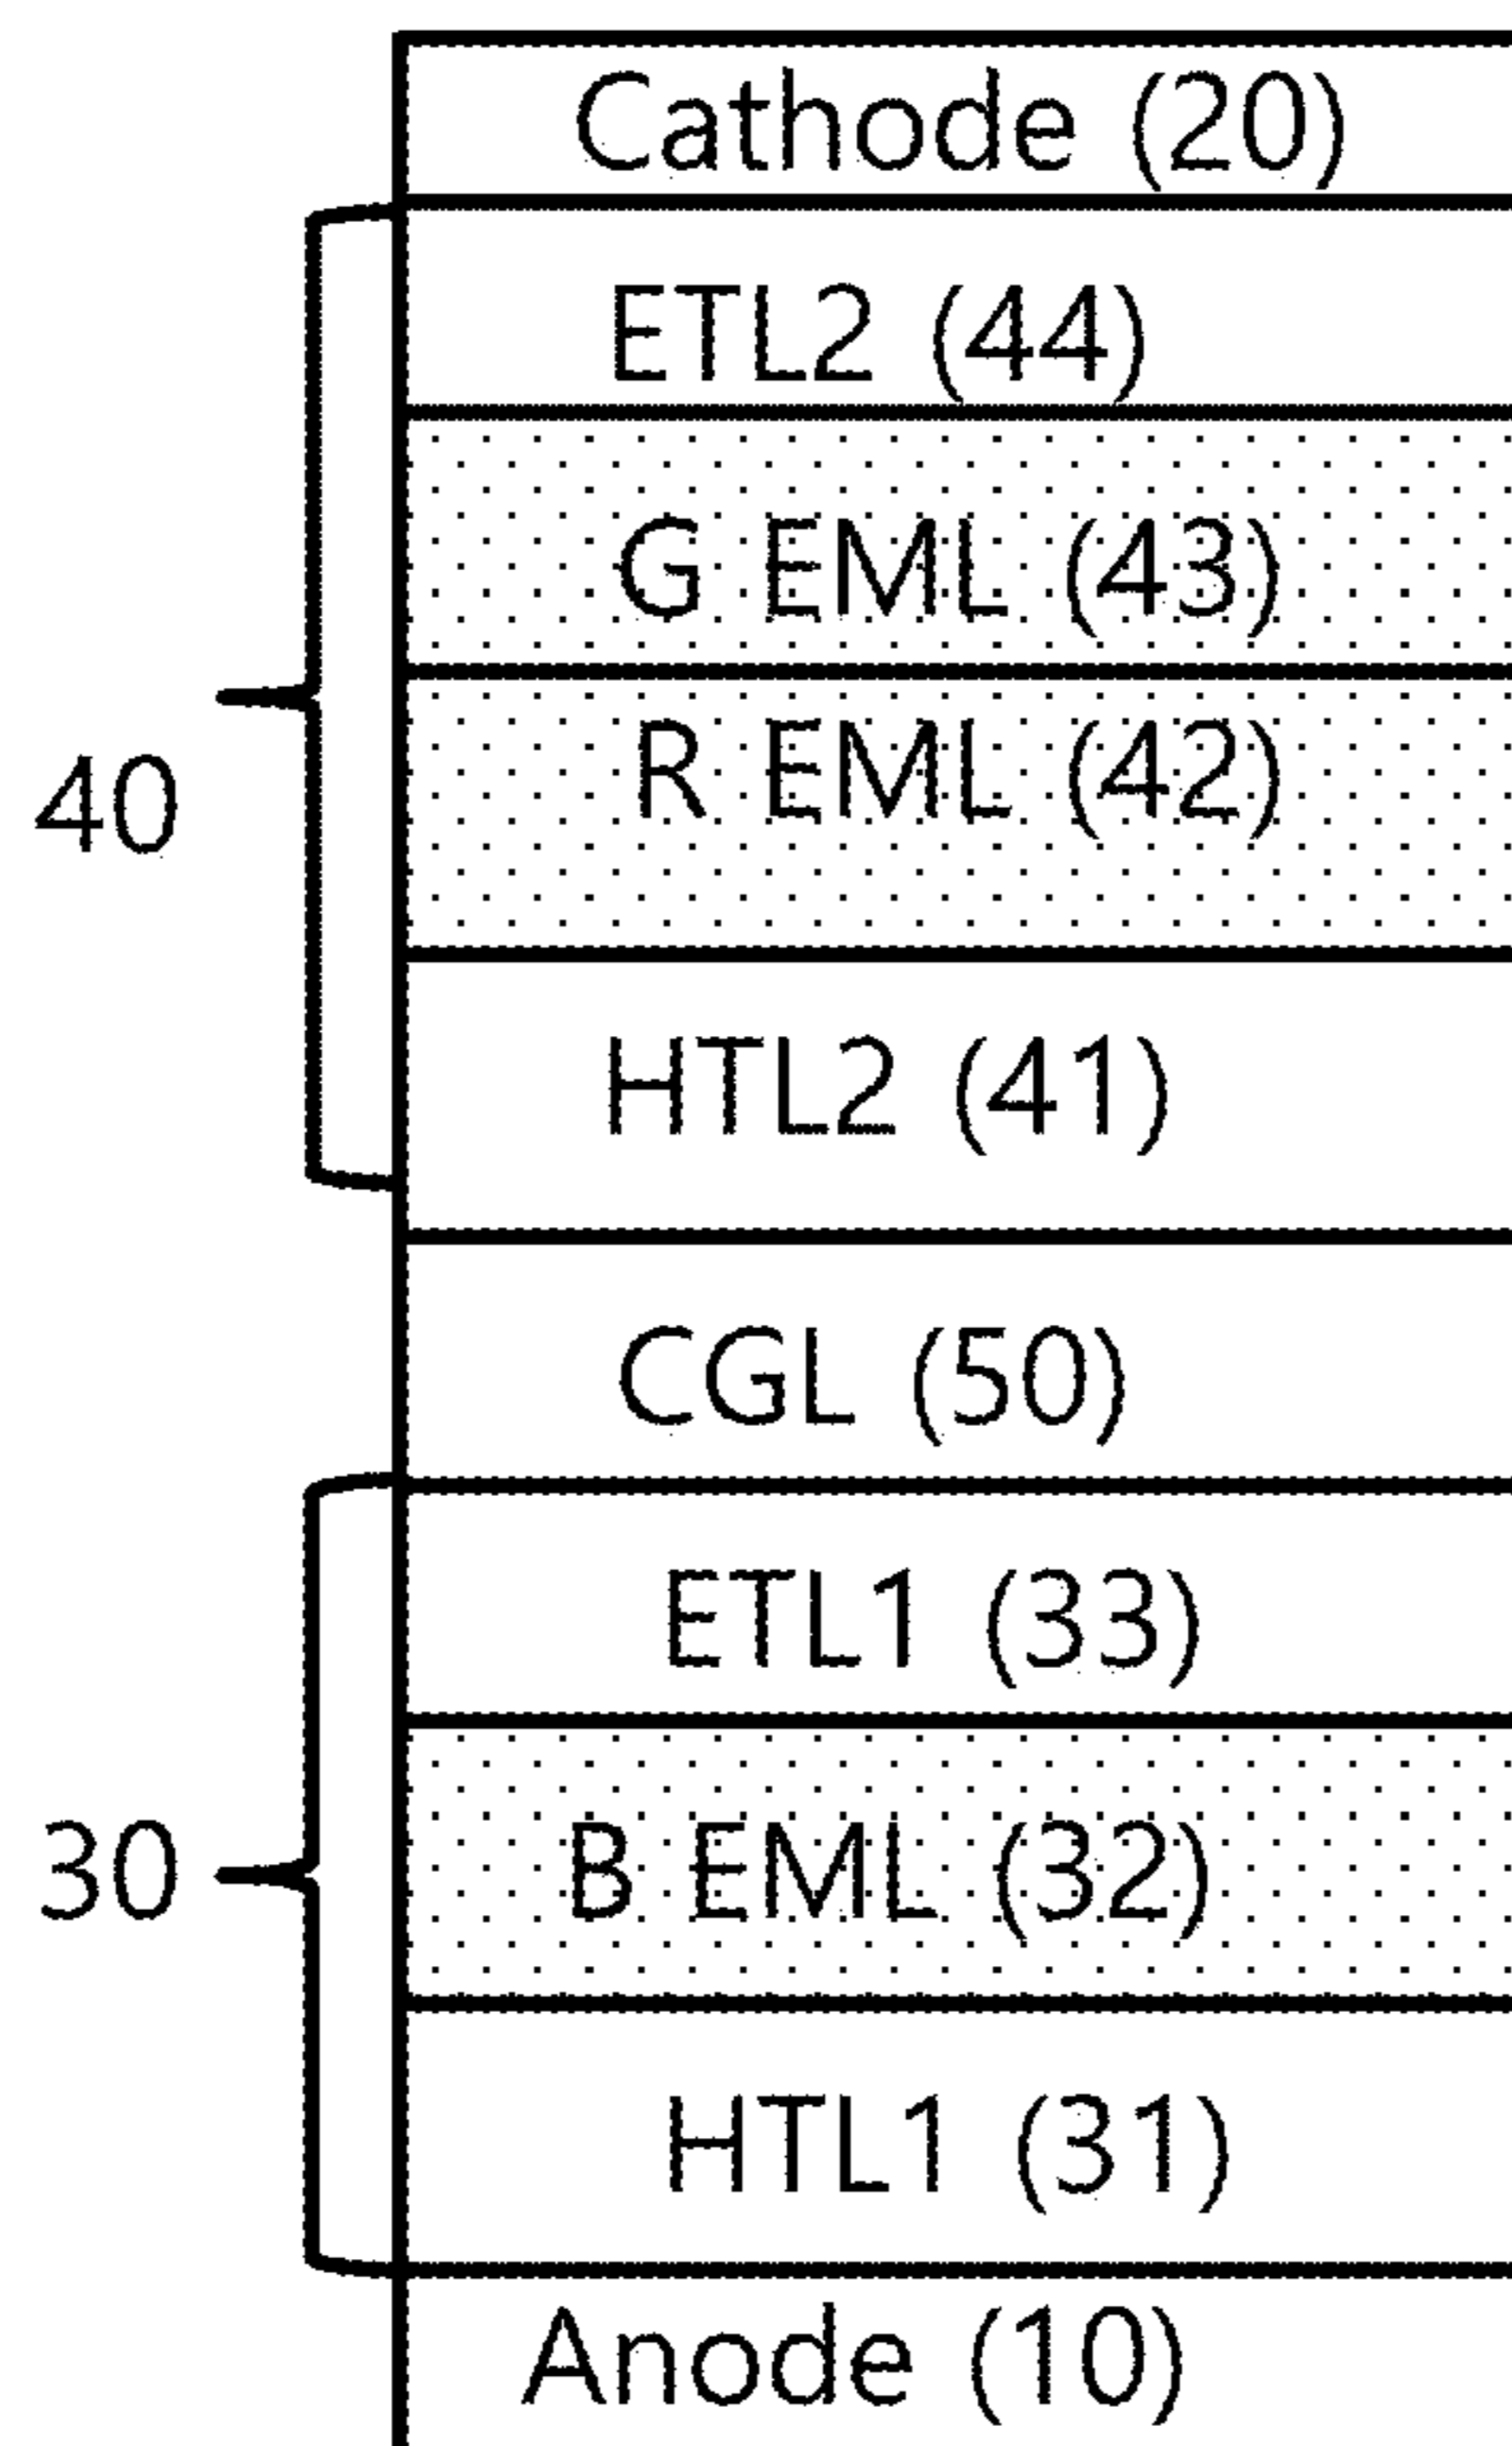 Cathode (20)
ETL2 (44)
G EML (43)
R EML (42)
40
HTL2 (41)
CGL (50)
ETL1 (33)
B EML (32)
30
HTL1 (31)
Anode (10)